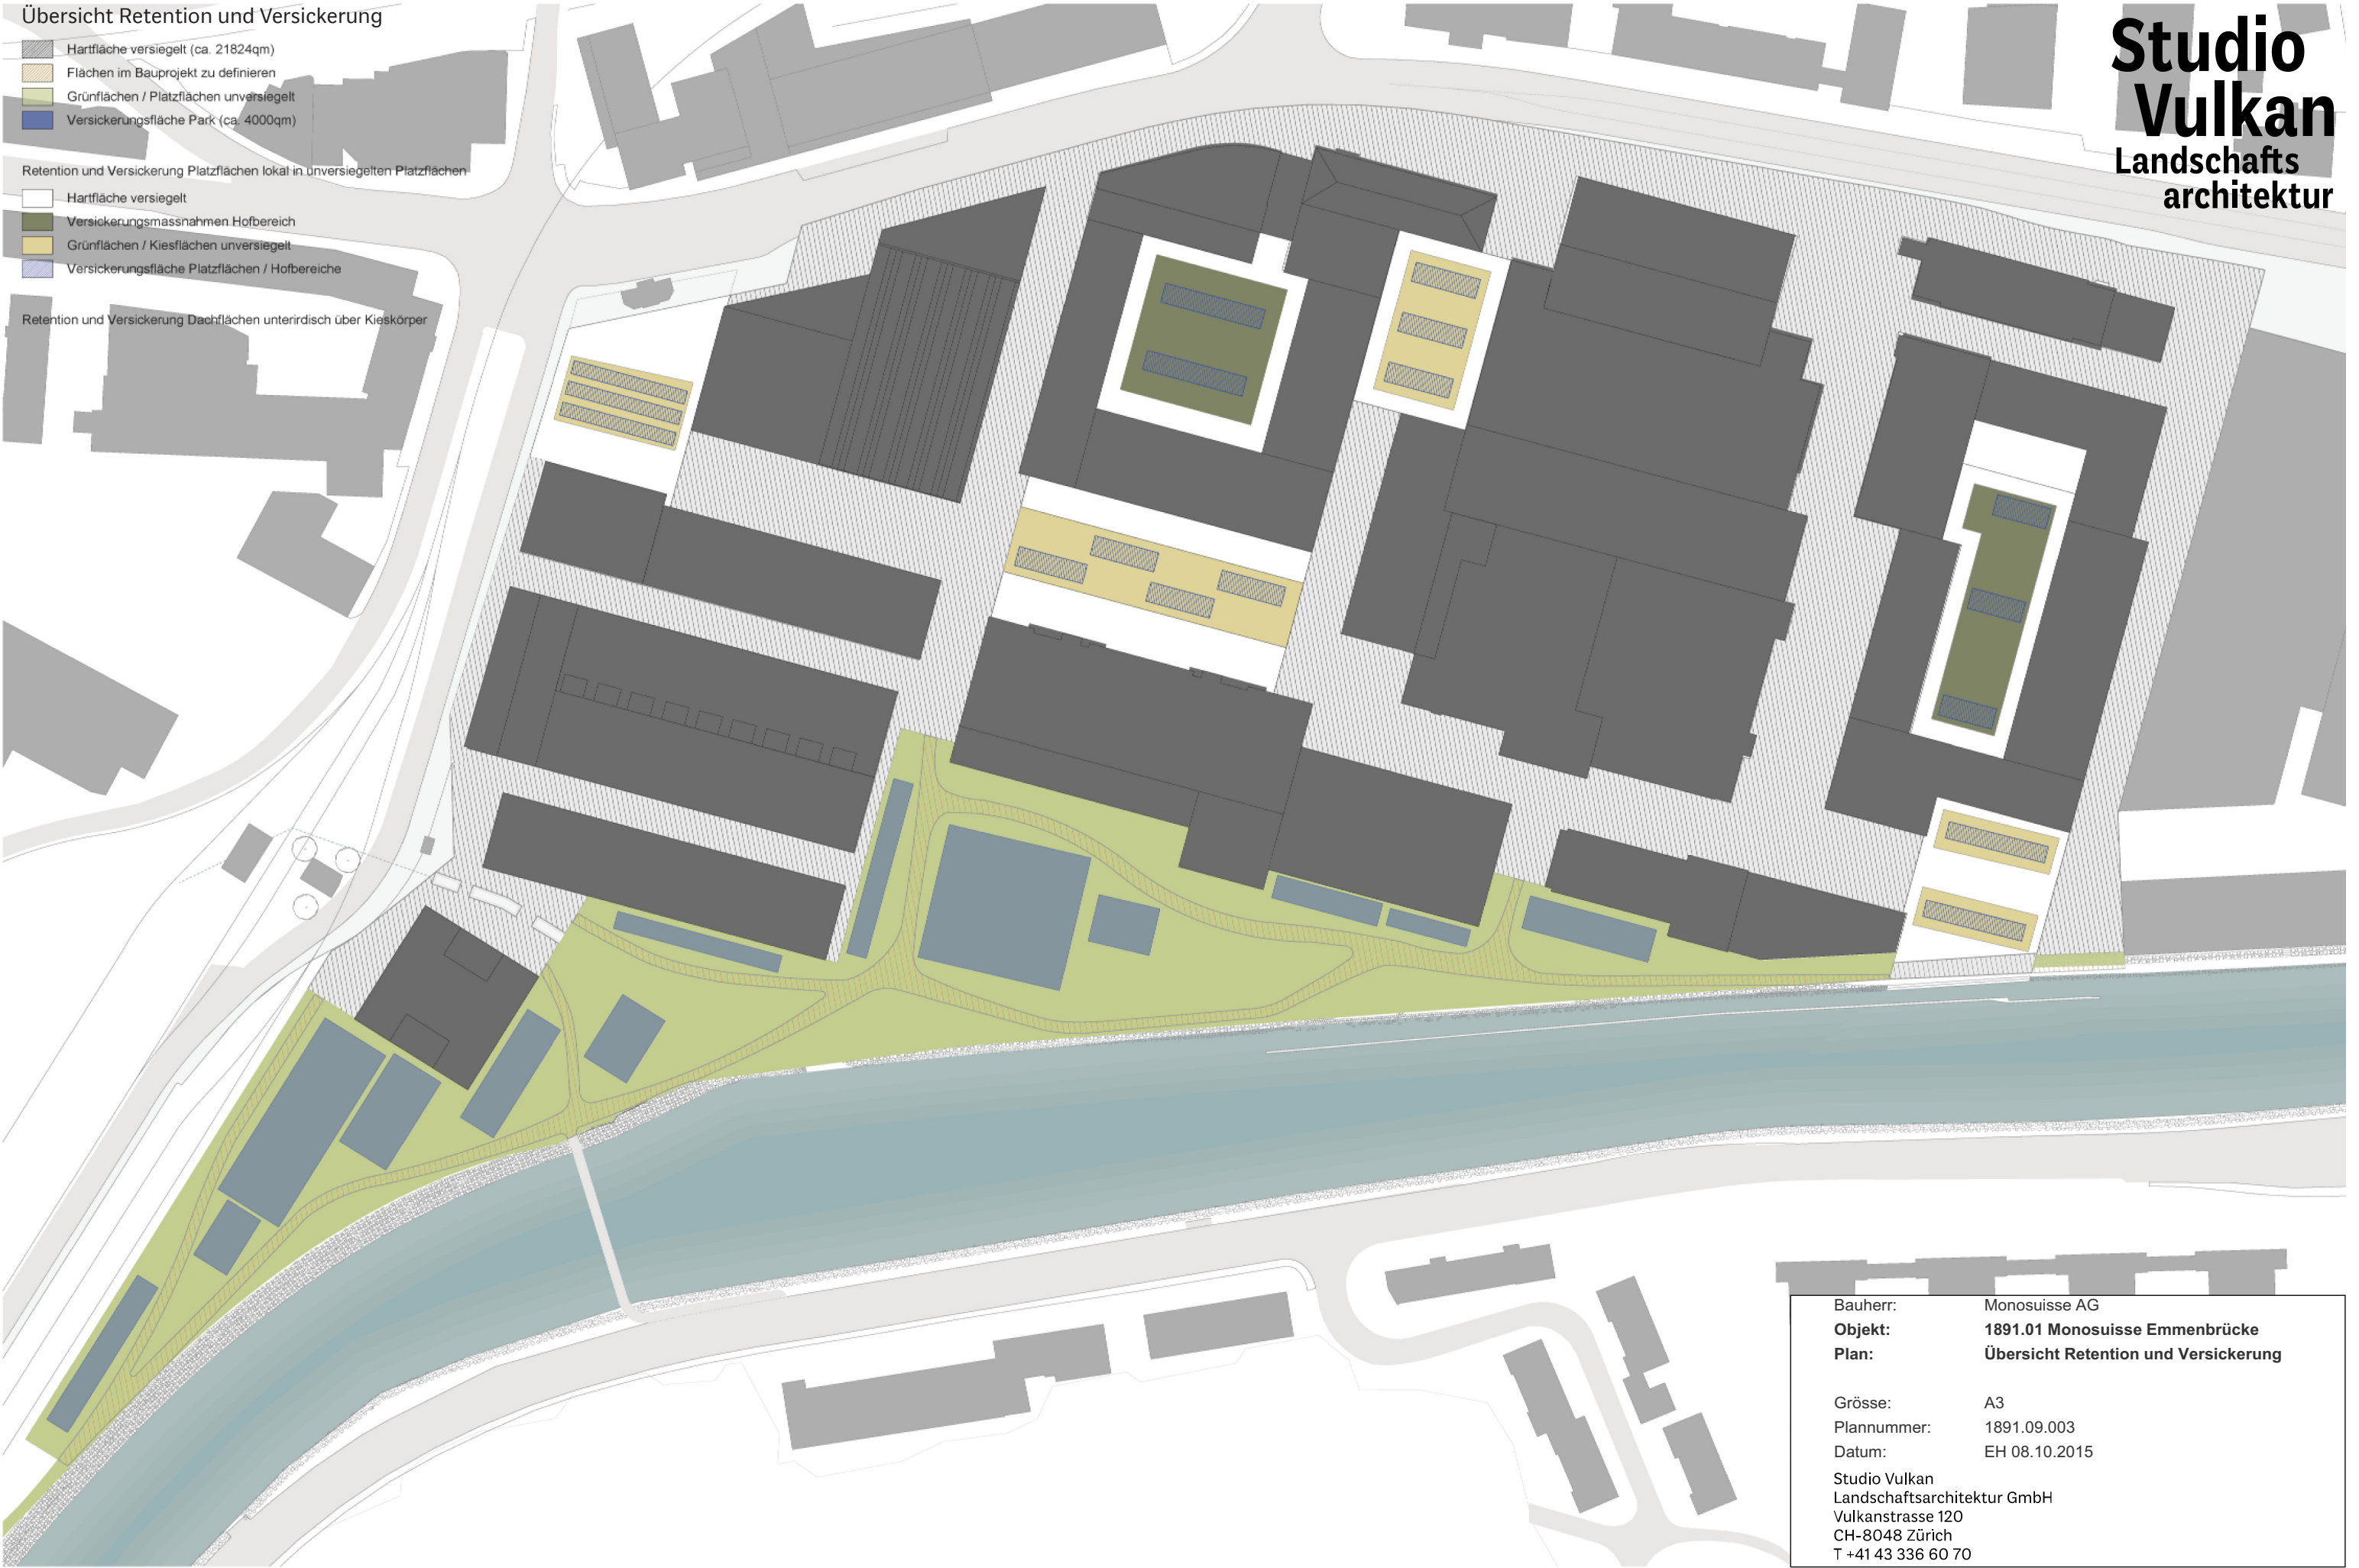 Übersicht Retention und Versickerung
Hartfläche versiegelt (ca. 21824qm)
Flächen im Bauprojekt zu definieren
Grünflächen / Platzflächen unversiegelt
Versickerungsfläche Park (ca. 4000qm)
Retention und Versickerung Platzflächen lokal in unversiegelten Platzflächen
Hartfläche versiegelt
Versickerungsmassnahmen Hofbereich
Grünflächen / Kiesflächen unversiegelt
Versickerungsfläche Platzflächen / Hofbereiche
Retention und Versickerung Dachflächen unterirdisch über Kieskörper
Studio
Vulkan
Landschafts
architektur
Bauherr: Monosuisse AG
Objekt: 1891.01 Monosuisse Emmenbrücke
Plan: Übersicht Retention und Versickerung
Grösse: A3
Plannummer: 1891.09.003
Datum: EH 08.10.2015
Studio Vulkan
Landschaftsarchitektur GmbH
Vulkanstrasse 120
CH-8048 Zürich
T +41 43 336 60 70